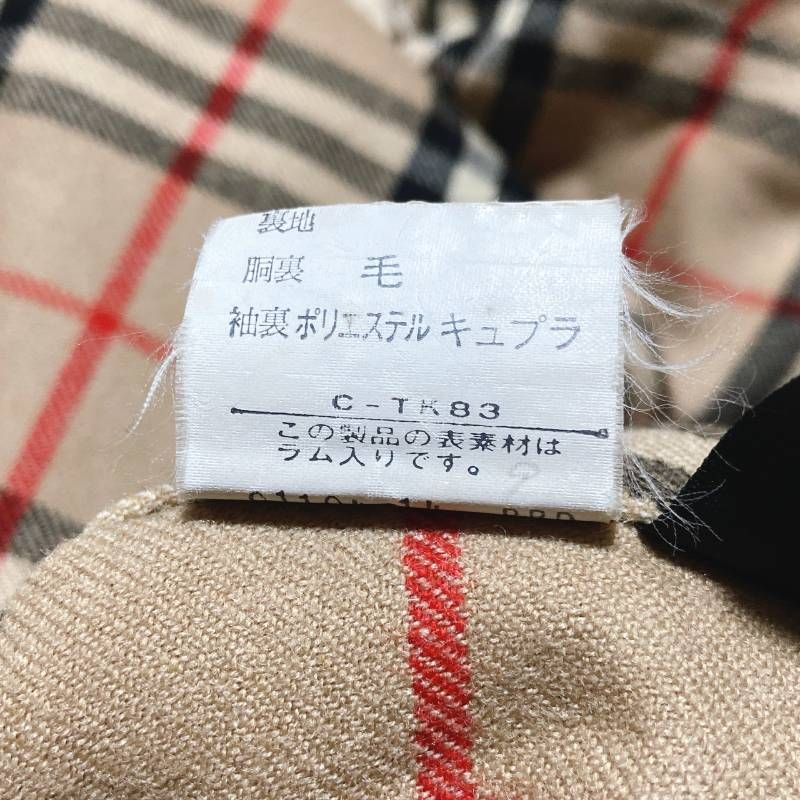 裏地
胴裏 毛
袖裏ポリエステル キュプラ
C-TK83
この製品の表素材は
ラム入りです。